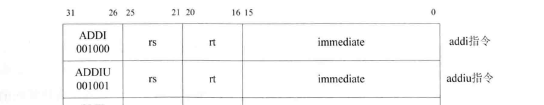 31 26 25 21 20 16 15 0
ADDI
001000 rs rt immediate addi指令
ADDIU
001001 rs rt immediate addiu指令